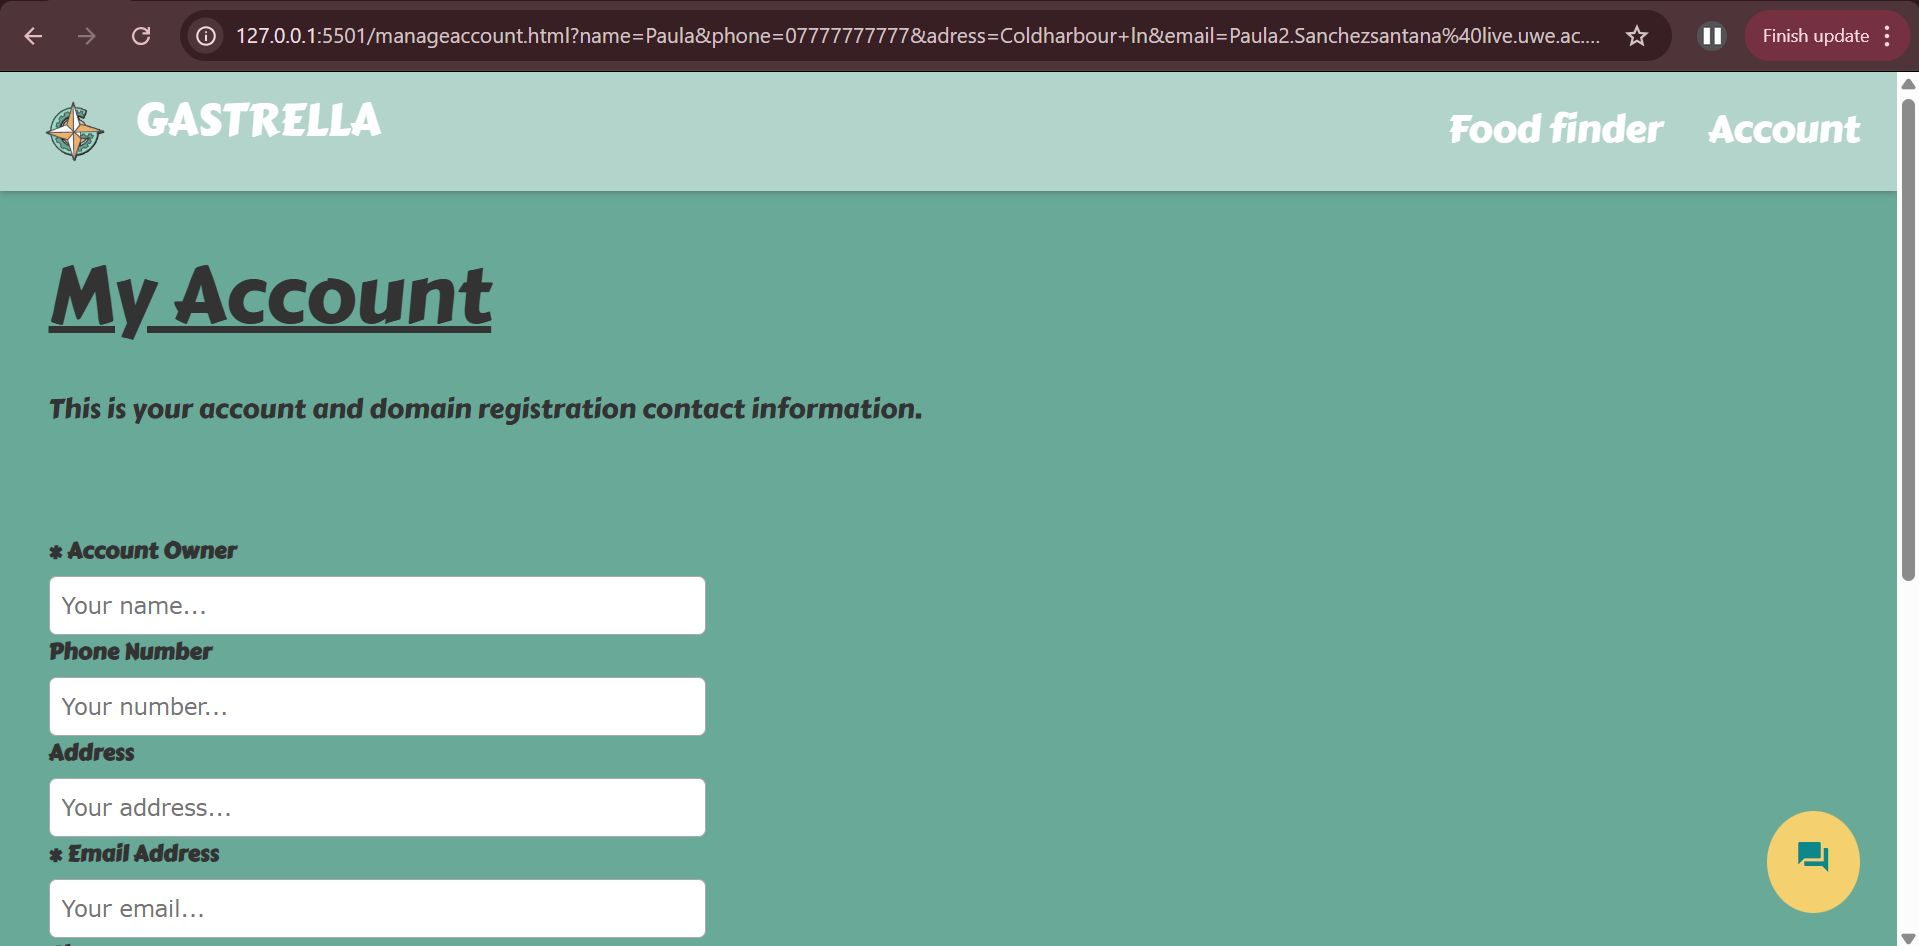 127.0.0.1:5501/manageaccount.html?name=Paula&phone=07777777777&adress=Coldharbour+ln&email=Paula2.Sanchezsantana%40live.uwe.ac....
Finish update
GASTRELLA
Food finder
Account
My Account
This is your account and domain registration contact information.
* Account Owner
Your name...
Phone Number
Your number...
Address
Your address...
* Email Address
Your email...